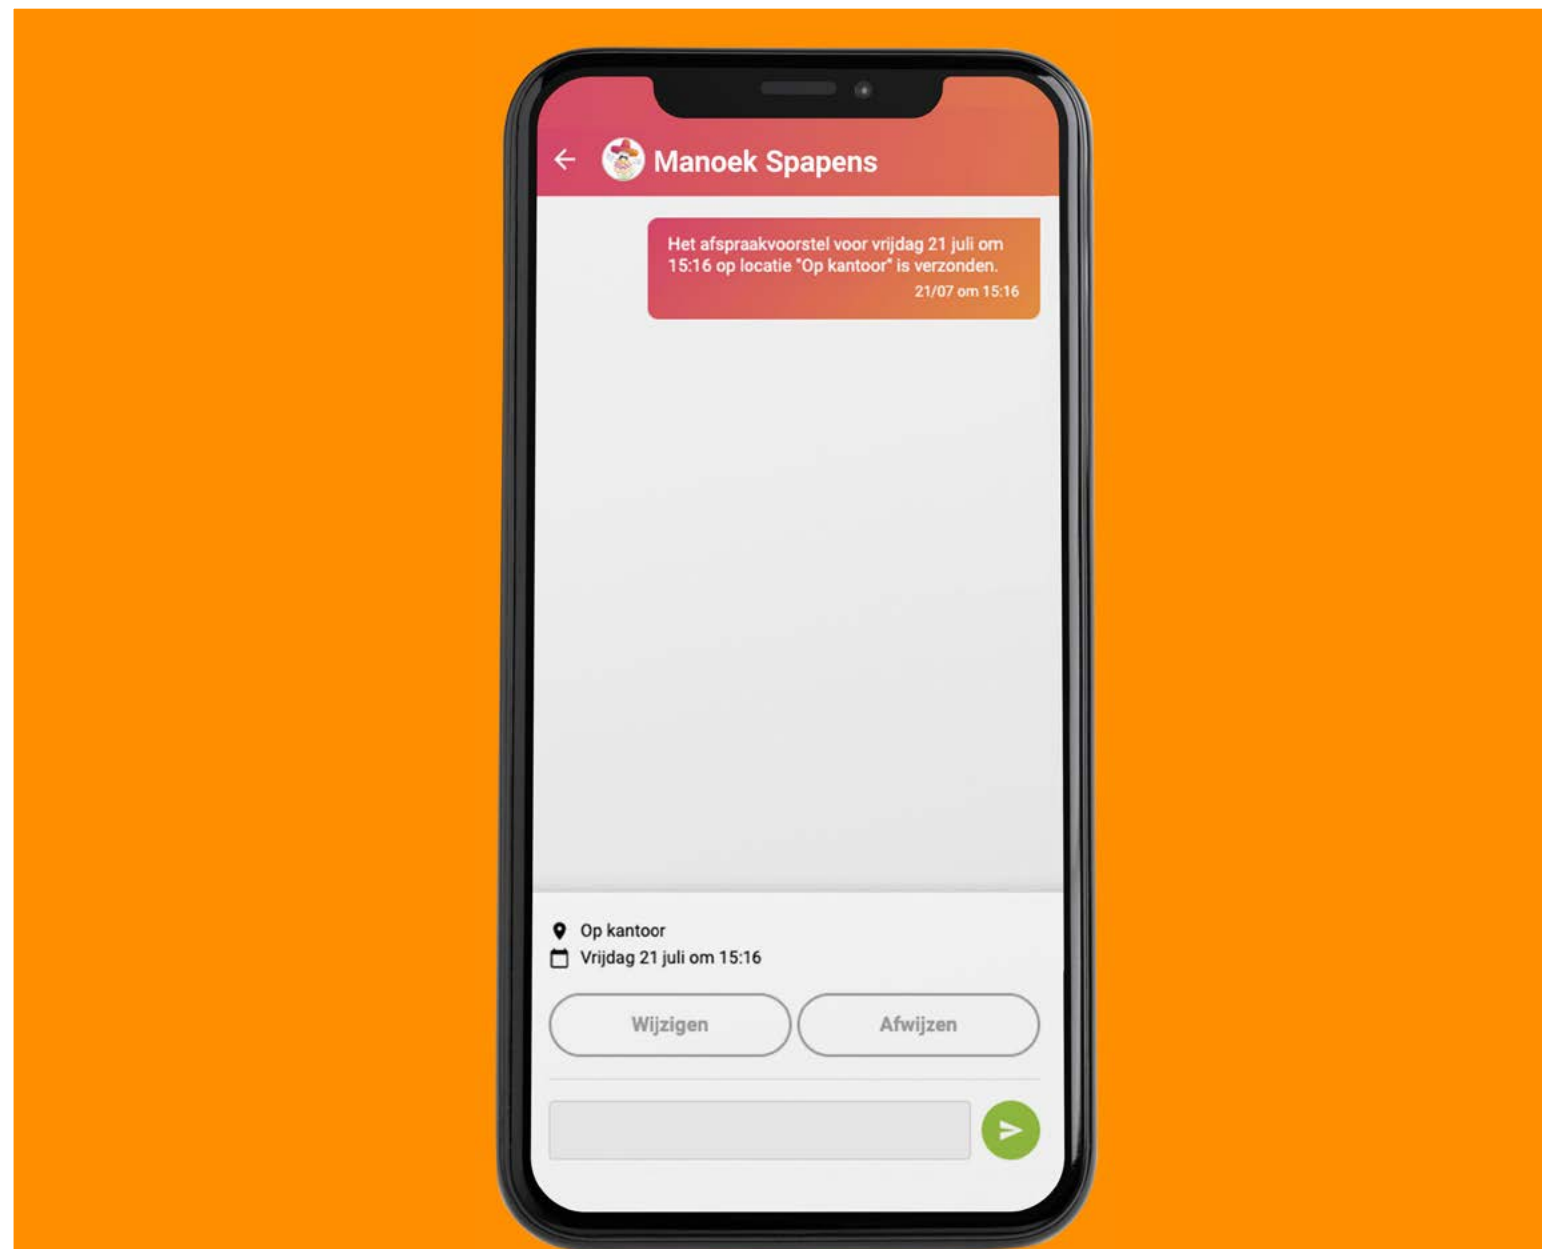 Manoek Spapens
Het afspraakvoorstel voor vrijdag 21 juli om
15:16 op locatie "Op kantoor" is verzonden.
21/07 om 15:16
Op kantoor
Vrijdag 21 juli om 15:16
Wijzigen
Afwijzen